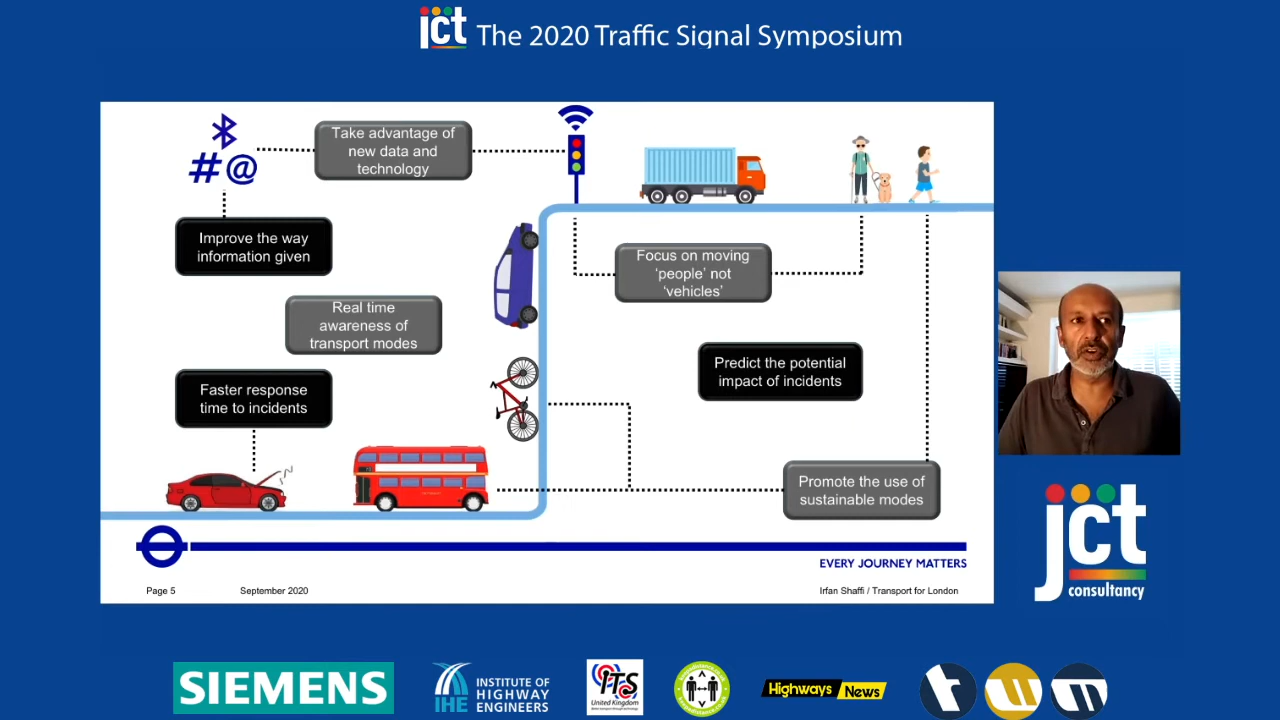 jct The 2020 Traffic Signal Symposium
#@
Take advantage of
new data and
technology
Improve the way
information given
Focus on moving
‘people’ not
‘vehicles’
Real time
awareness of
transport modes
Predict the potential
impact of incidents
Faster response
time to incidents
Promote the use of
sustainable modes
EVERY JOURNEY MATTERS
Page 5
September 2020
Irfan Shaffi / Transport for London
jct
consultancy
SIEMENS
IHE
INSTITUTE OF
HIGHWAY
ENGINEERS
ITS
United Kingdom
Highways News